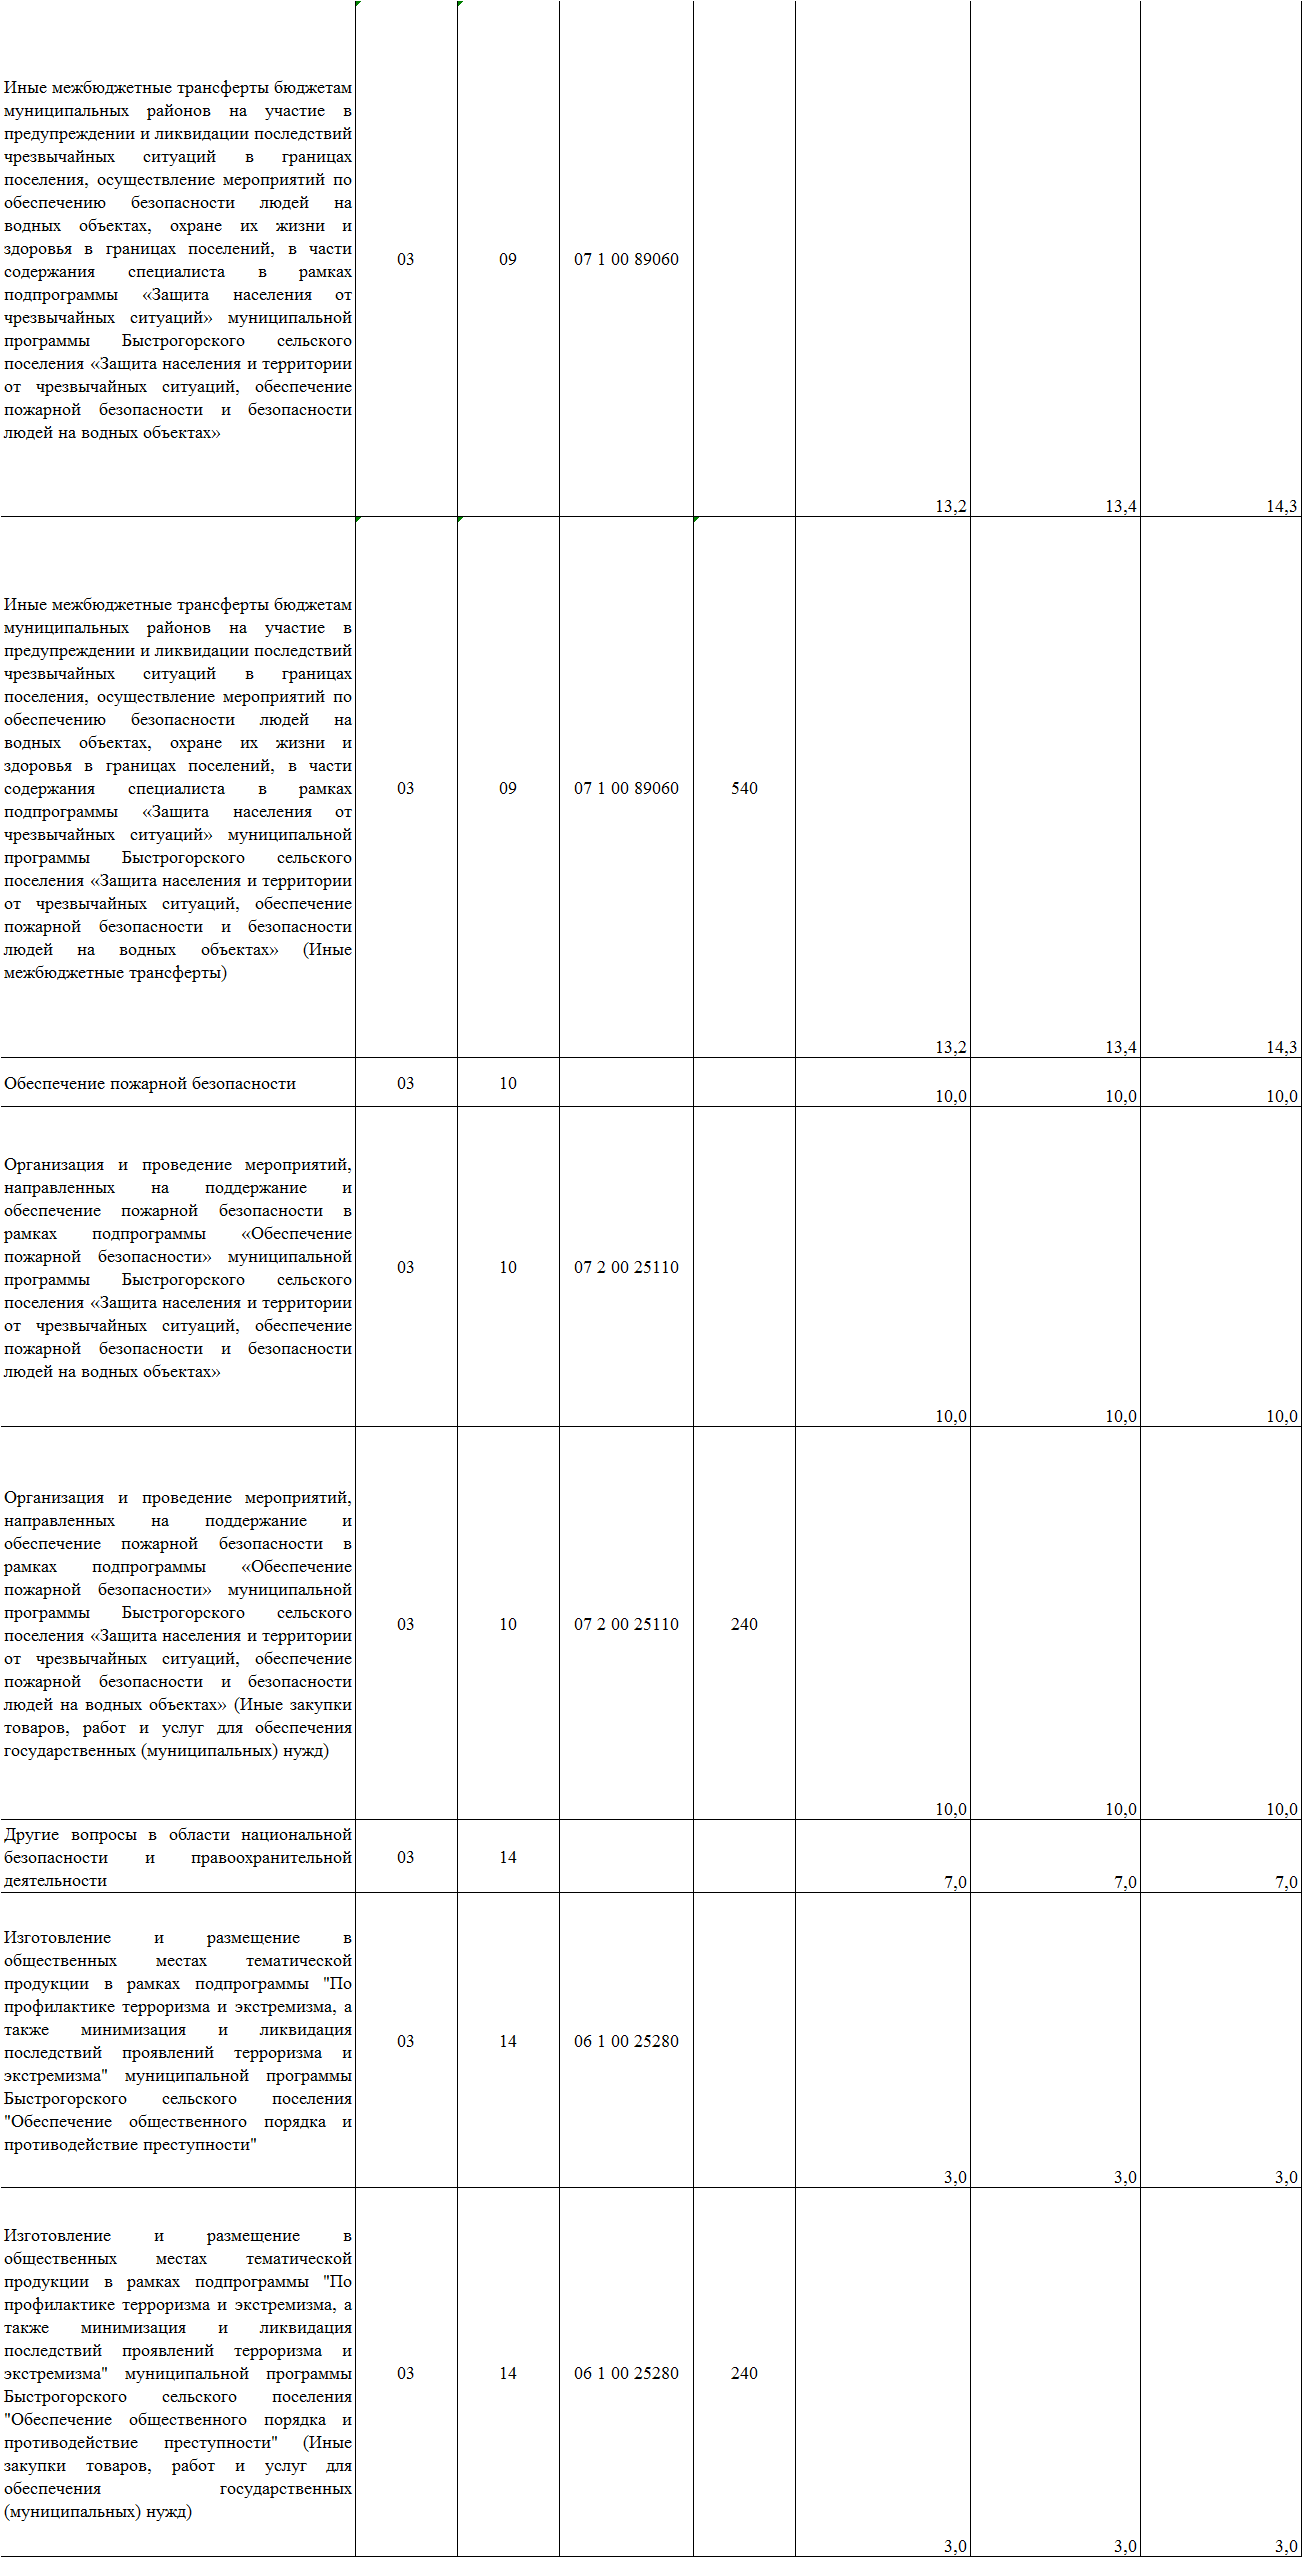 Иные межбюджетные трансферты бюджетам
муниципальных районов на участие в
предупреждении и ликвидации последствий
чрезвычайных ситуаций в границах
поселения, осуществление мероприятий по
обеспечению безопасности людей на
водных объектах, охране их жизни и
здоровья в границах поселений, в части
содержания специалиста в рамках
подпрограммы «Защита населения от
чрезвычайных ситуаций» муниципальной
программы Быстрогорского сельского
поселения «Защита населения и территории
от чрезвычайных ситуаций, обеспечение
пожарной безопасности и безопасности
людей на водных объектах»
03 09 07 1 00 89060
13,2 13,4 14,3
Иные межбюджетные трансферты бюджетам
муниципальных районов на участие в
предупреждении и ликвидации последствий
чрезвычайных ситуаций в границах
поселения, осуществление мероприятий по
обеспечению безопасности людей на
водных объектах, охране их жизни и
здоровья в границах поселений, в части
содержания специалиста в рамках
подпрограммы «Защита населения от
чрезвычайных ситуаций» муниципальной
программы Быстрогорского сельского
поселения «Защита населения и территории
от чрезвычайных ситуаций, обеспечение
пожарной безопасности и безопасности
людей на водных объектах» (Иные
межбюджетные трансферты)
03 09 07 1 00 89060 540
13,2 13,4 14,3
Обеспечение пожарной безопасности 03 10
10,0 10,0 10,0
Организация и проведение мероприятий,
направленных на поддержание и
обеспечение пожарной безопасности в
рамках подпрограммы «Обеспечение
пожарной безопасности» муниципальной
программы Быстрогорского сельского
поселения «Защита населения и территории
от чрезвычайных ситуаций, обеспечение
пожарной безопасности и безопасности
людей на водных объектах»
03 10 07 2 00 25110
10,0 10,0 10,0
Организация и проведение мероприятий,
направленных на поддержание и
обеспечение пожарной безопасности в
рамках подпрограммы «Обеспечение
пожарной безопасности» муниципальной
программы Быстрогорского сельского
поселения «Защита населения и территории
от чрезвычайных ситуаций, обеспечение
пожарной безопасности и безопасности
людей на водных объектах» (Иные закупки
товаров, работ и услуг для обеспечения
государственных (муниципальных) нужд)
03 10 07 2 00 25110 240
10,0 10,0 10,0
Другие вопросы в области национальной
безопасности и правоохранительной
деятельности
03 14
7,0 7,0 7,0
Изготовление и размещение в
общественных местах тематической
продукции в рамках подпрограммы "По
профилактике терроризма и экстремизма, а
также минимизация и ликвидация
последствий проявлений терроризма и
экстремизма" муниципальной программы
Быстрогорского сельского поселения
"Обеспечение общественного порядка и
противодействие преступности"
03 14 06 1 00 25280
3,0 3,0 3,0
Изготовление и размещение в
общественных местах тематической
продукции в рамках подпрограммы "По
профилактике терроризма и экстремизма, а
также минимизация и ликвидация
последствий проявлений терроризма и
экстремизма" муниципальной программы
Быстрогорского сельского поселения
"Обеспечение общественного порядка и
противодействие преступности" (Иные
закупки товаров, работ и услуг для
обеспечения государственных
(муниципальных) нужд)
03 14 06 1 00 25280 240
3,0 3,0 3,0